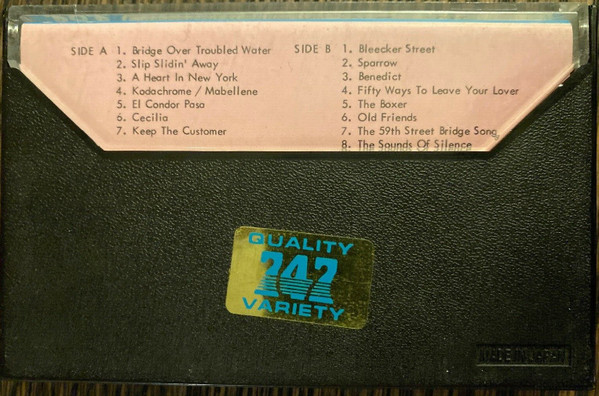 SIDE A 1. Bridge Over Troubled Water
2. Slip Slidin' Away
3. A Heart In New York
4. Kodachrome / Mabellene
5. El Condor Pasa
6. Cecilia
7. Keep The Customer
SIDE B 1. Bleecker Street
2. Sparrow
3. Benedict
4. Fifty Ways To Leave Your Lover
5. The Boxer
6. Old Friends
7. The 59th Street Bridge Song
8. The Sounds Of Silence
QUALITY
747
VARIETY
MADE IN JAPAN